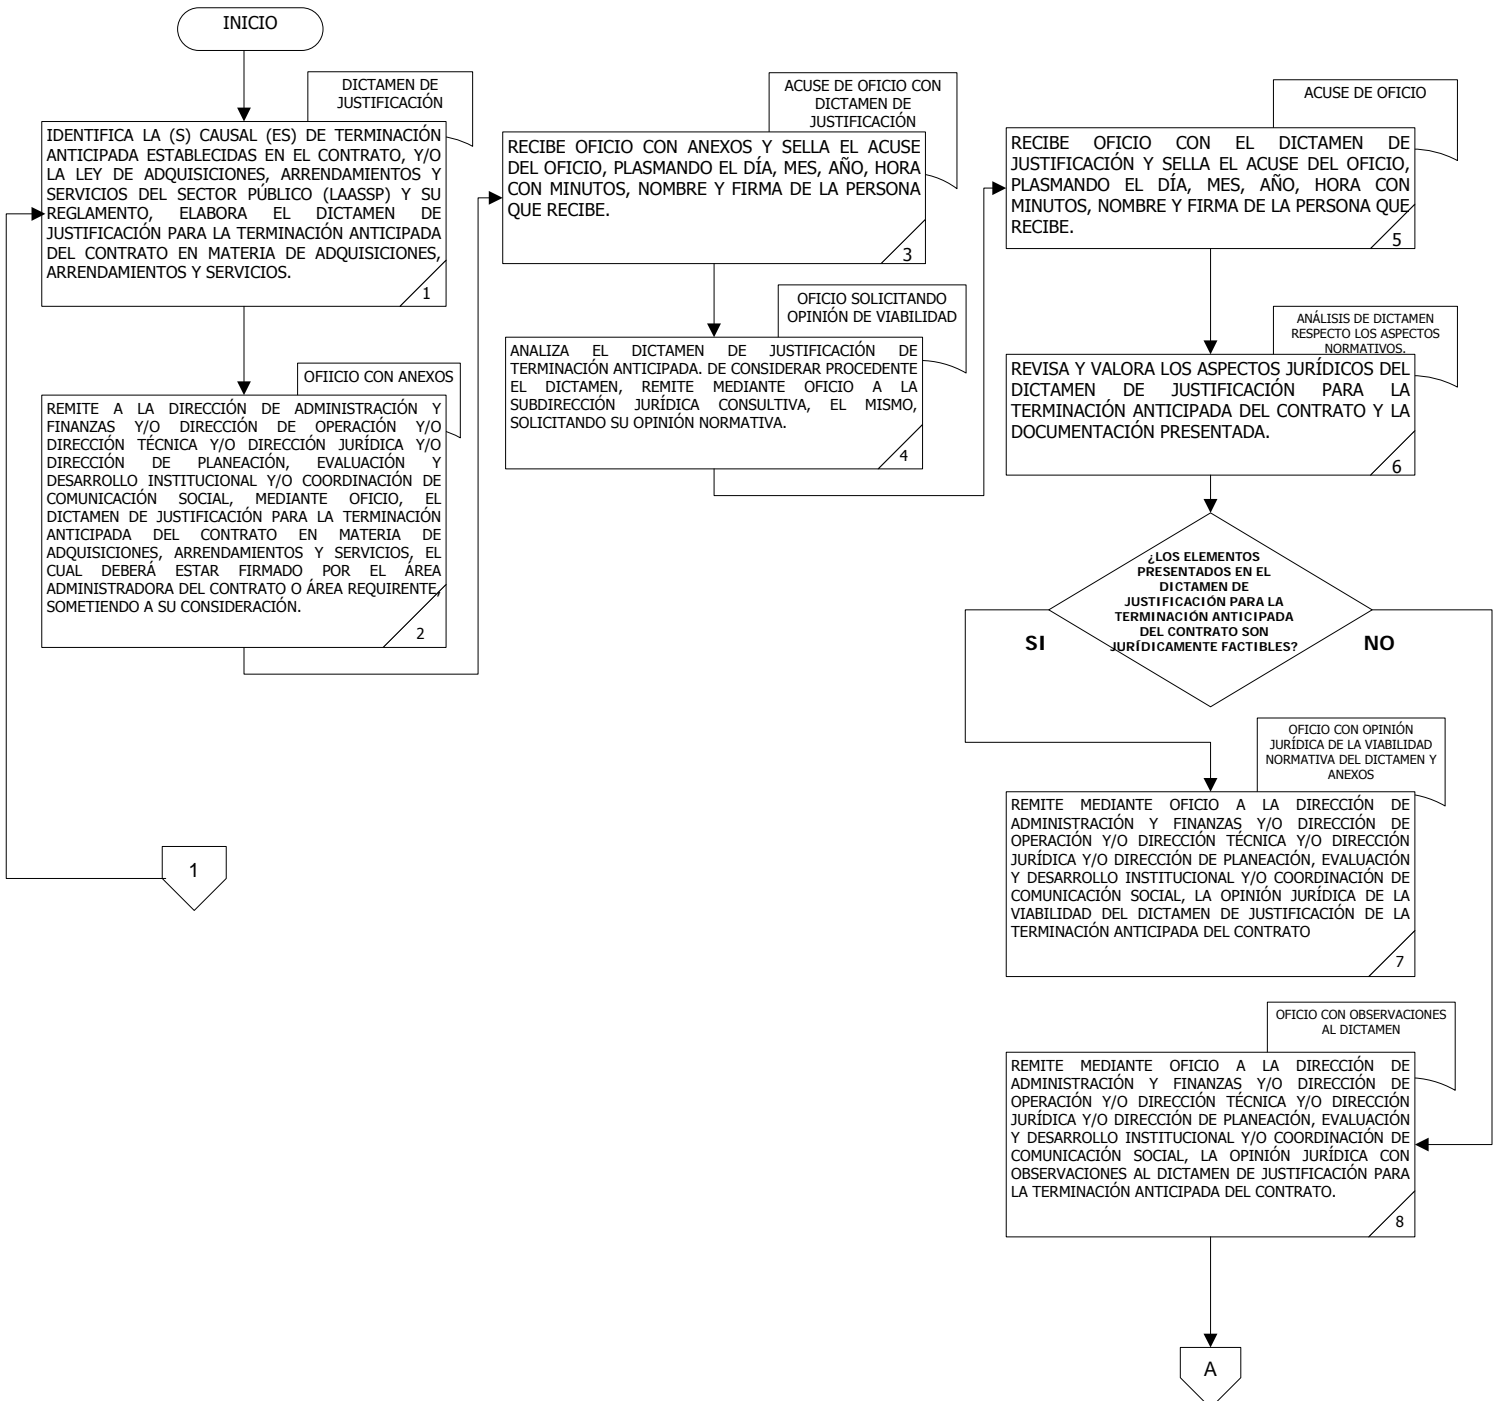 INICIO
DICTAMEN DE
JUSTIFICACIÓN
IDENTIFICA LA (S) CAUSAL (ES) DE TERMINACIÓN
ANTICIPADA ESTABLECIDAS EN EL CONTRATO, Y/O
LA LEY DE ADQUISICIONES, ARRENDAMIENTOS Y
SERVICIOS DEL SECTOR PÚBLICO (LAASSP) Y SU
REGLAMENTO, ELABORA EL DICTAMEN DE
JUSTIFICACIÓN PARA LA TERMINACIÓN ANTICIPADA
DEL CONTRATO EN MATERIA DE ADQUISICIONES,
ARRENDAMIENTOS Y SERVICIOS.
1
OFIICIO CON ANEXOS
REMITE A LA DIRECCIÓN DE ADMINISTRACIÓN Y
FINANZAS Y/O DIRECCIÓN DE OPERACIÓN Y/O
DIRECCIÓN TÉCNICA Y/O DIRECCIÓN JURÍDICA Y/O
DIRECCIÓN DE PLANEACIÓN, EVALUACIÓN Y
DESARROLLO INSTITUCIONAL Y/O COORDINACIÓN DE
COMUNICACIÓN SOCIAL, MEDIANTE OFICIO, EL
DICTAMEN DE JUSTIFICACIÓN PARA LA TERMINACIÓN
ANTICIPADA DEL CONTRATO EN MATERIA DE
ADQUISICIONES, ARRENDAMIENTOS Y SERVICIOS, EL
CUAL DEBERÁ ESTAR FIRMADO POR EL ÁREA
ADMINISTRADORA DEL CONTRATO O ÁREA REQUIRENTE,
SOMETIENDO A SU CONSIDERACIÓN.
2
1
ACUSE DE OFICIO CON
DICTAMEN DE
JUSTIFICACIÓN
RECIBE OFICIO CON ANEXOS Y SELLA EL ACUSE
DEL OFICIO, PLASMANDO EL DÍA, MES, AÑO, HORA
CON MINUTOS, NOMBRE Y FIRMA DE LA PERSONA
QUE RECIBE.
3
OFICIO SOLICITANDO
OPINIÓN DE VIABILIDAD
ANALIZA EL DICTAMEN DE JUSTIFICACIÓN DE
TERMINACIÓN ANTICIPADA. DE CONSIDERAR PROCEDENTE
EL DICTAMEN, REMITE MEDIANTE OFICIO A LA
SUBDIRECCIÓN JURÍDICA CONSULTIVA, EL MISMO,
SOLICITANDO SU OPINIÓN NORMATIVA.
4
ACUSE DE OFICIO
RECIBE OFICIO CON EL DICTAMEN DE
JUSTIFICACIÓN Y SELLA EL ACUSE DEL OFICIO,
PLASMANDO EL DÍA, MES, AÑO, HORA CON
MINUTOS, NOMBRE Y FIRMA DE LA PERSONA QUE
RECIBE.
5
ANÁLISIS DE DICTAMEN
RESPECTO LOS ASPECTOS
NORMATIVOS.
REVISA Y VALORA LOS ASPECTOS JURÍDICOS DEL
DICTAMEN DE JUSTIFICACIÓN PARA LA
TERMINACIÓN ANTICIPADA DEL CONTRATO Y LA
DOCUMENTACIÓN PRESENTADA.
6
¿LOS ELEMENTOS
PRESENTADOS EN EL
DICTAMEN DE
JUSTIFICACIÓN PARA LA
TERMINACIÓN ANTICIPADA
DEL CONTRATO SON
JURÍDICAMENTE FACTIBLES?
SI
NO
OFICIO CON OPINIÓN
JURÍDICA DE LA VIABILIDAD
NORMATIVA DEL DICTAMEN Y
ANEXOS
REMITE MEDIANTE OFICIO A LA DIRECCIÓN DE
ADMINISTRACIÓN Y FINANZAS Y/O DIRECCIÓN DE
OPERACIÓN Y/O DIRECCIÓN TÉCNICA Y/O DIRECCIÓN
JURÍDICA Y/O DIRECCIÓN DE PLANEACIÓN, EVALUACIÓN
Y DESARROLLO INSTITUCIONAL Y/O COORDINACIÓN DE
COMUNICACIÓN SOCIAL, LA OPINIÓN JURÍDICA DE LA
VIABILIDAD DEL DICTAMEN DE JUSTIFICACIÓN DE LA
TERMINACIÓN ANTICIPADA DEL CONTRATO
7
OFICIO CON OBSERVACIONES
AL DICTAMEN
REMITE MEDIANTE OFICIO A LA DIRECCIÓN DE
ADMINISTRACIÓN Y FINANZAS Y/O DIRECCIÓN DE
OPERACIÓN Y/O DIRECCIÓN TÉCNICA Y/O DIRECCIÓN
JURÍDICA Y/O DIRECCIÓN DE PLANEACIÓN, EVALUACIÓN
Y DESARROLLO INSTITUCIONAL Y/O COORDINACIÓN DE
COMUNICACIÓN SOCIAL, LA OPINIÓN JURÍDICA CON
OBSERVACIONES AL DICTAMEN DE JUSTIFICACIÓN PARA
LA TERMINACIÓN ANTICIPADA DEL CONTRATO.
8
A